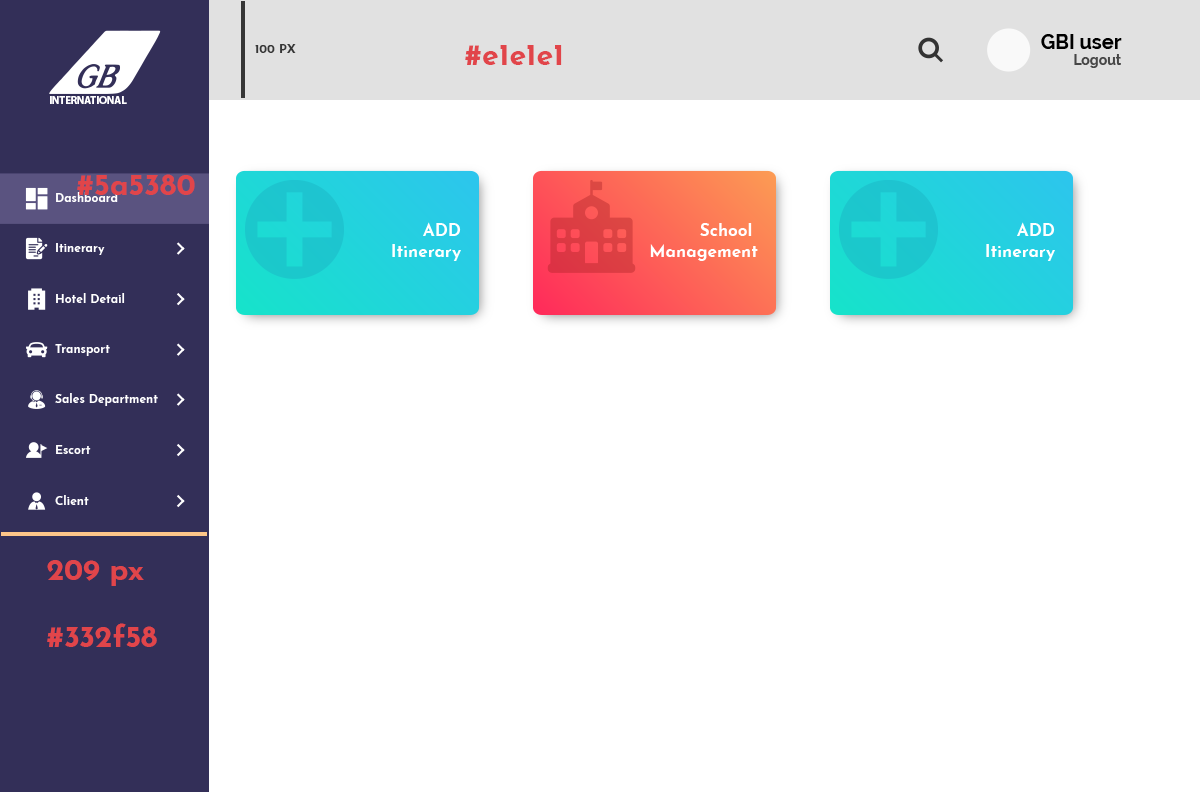 GB
INTERNATIONAL
100 PX
#e1e1e1
GBI user
Logout
#5a5380
Dashboard
Itinerary
Hotel Detail
Transport
Sales Department
Escort
Client
209 px
#332f58
ADD
Itinerary
School
Management
ADD
Itinerary